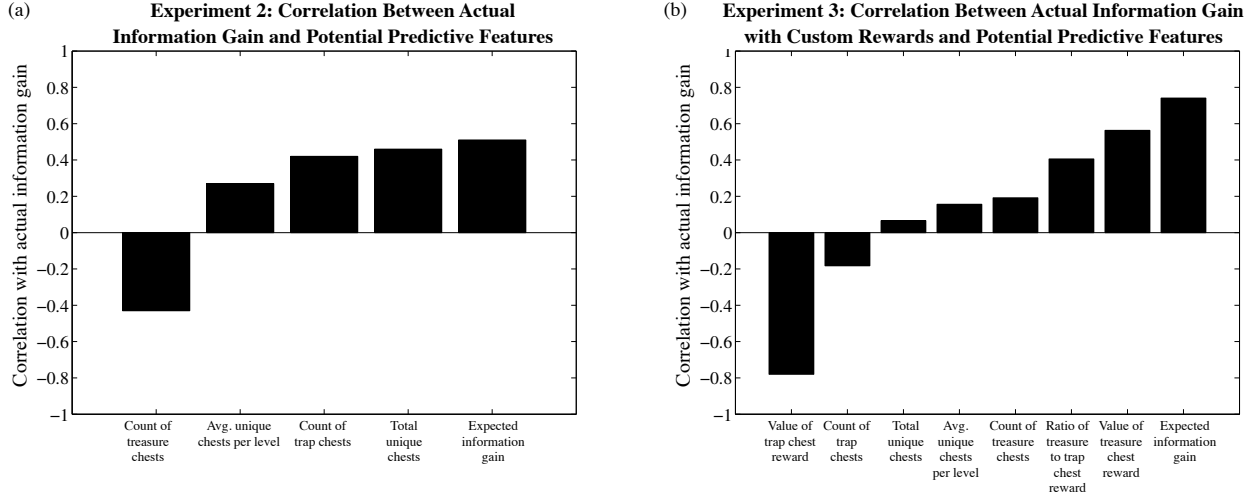 (a)
Experiment 2: Correlation Between Actual
Information Gain and Potential Predictive Features
Correlation with actual information gain
1
0.8
0.6
0.4
0.2
0
−0.2
−0.4
−0.6
−0.8
−1
Count of
treasure
chests
Avg. unique
chests per level
Count of
trap chests
Total
unique
chests
Expected
information
gain
(b)
Experiment 3: Correlation Between Actual Information Gain
with Custom Rewards and Potential Predictive Features
Correlation with actual information gain
1
0.8
0.6
0.4
0.2
0
−0.2
−0.4
−0.6
−0.8
−1
Value of
trap chest
reward
Count of
trap
chests
Total
unique
chests
Avg.
unique
chests
per level
Count of
treasure
chests
Ratio of
treasure
to trap
chest
reward
Value of
treasure
chest
reward
Expected
information
gain